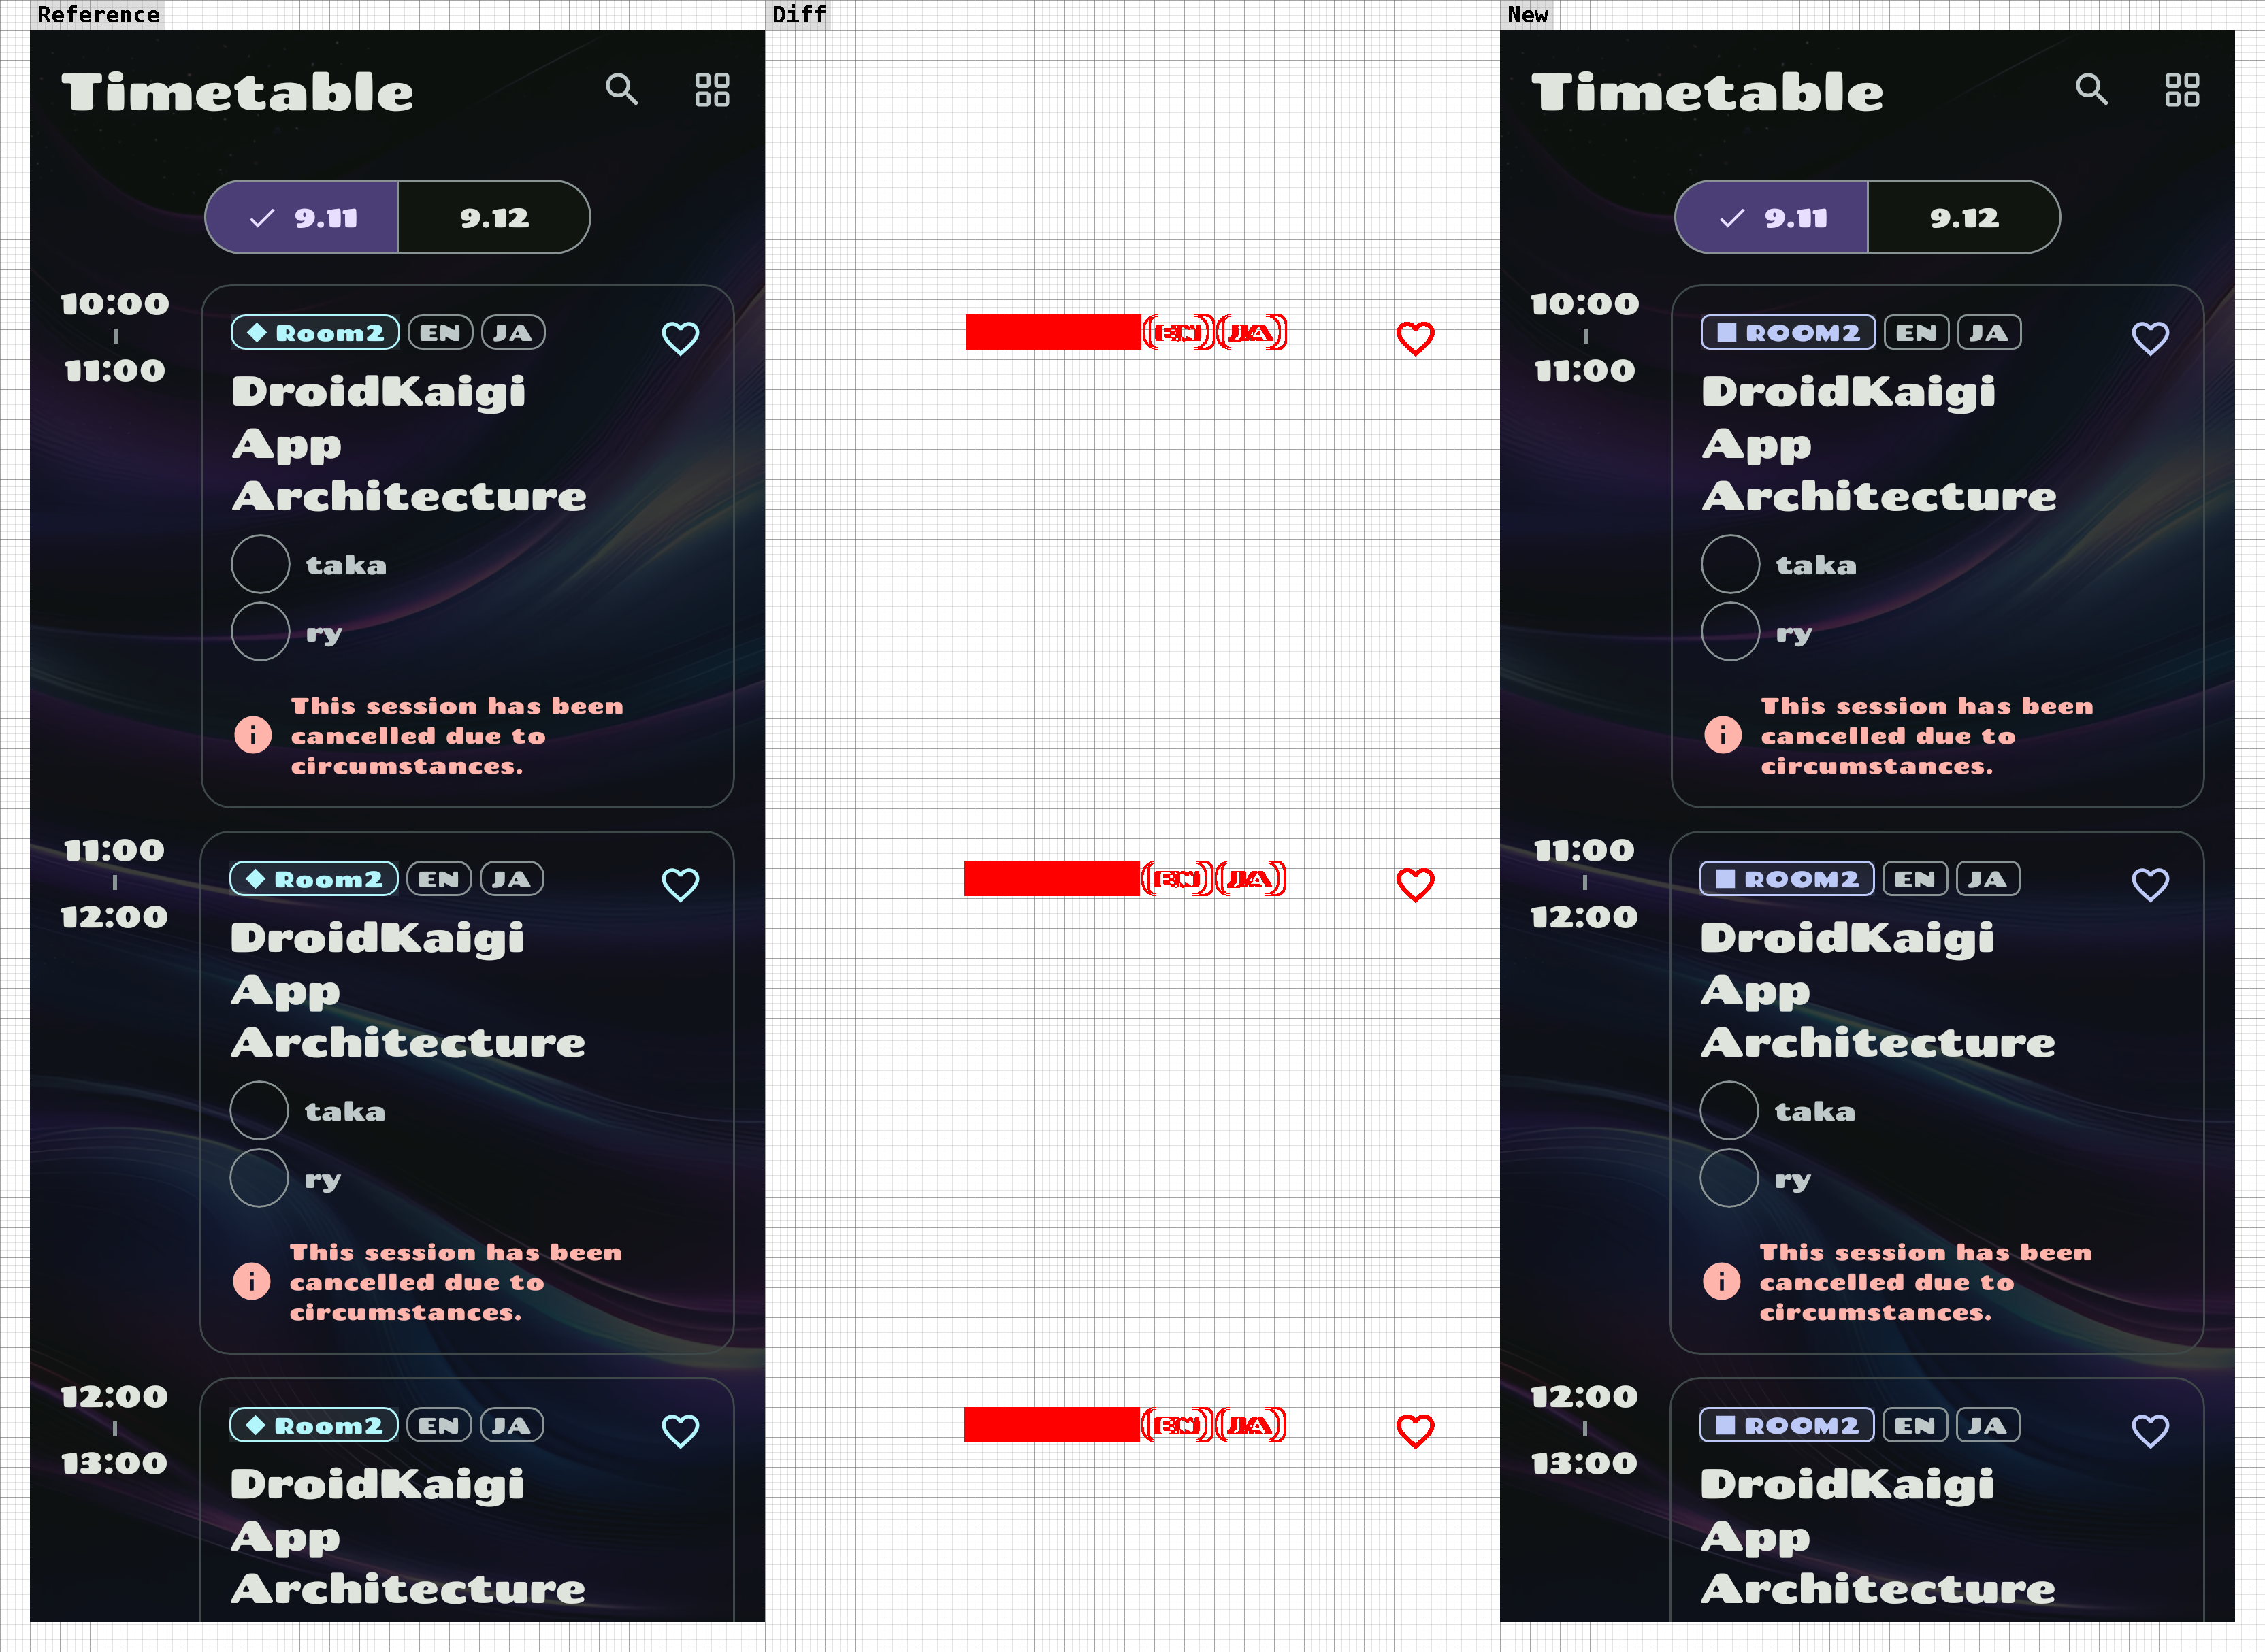 Reference
Diff
New
Timetable
9.11
9.12
10:00
11:00
Room2 EN JA
DroidKaigi
App
Architecture
taka
ry
This session has been
cancelled due to
circumstances.
11:00
12:00
Room2 EN JA
DroidKaigi
App
Architecture
taka
ry
This session has been
cancelled due to
circumstances.
12:00
13:00
Room2 EN JA
DroidKaigi
App
Architecture
EN JA
EN JA
EN JA
Timetable
9.11
9.12
10:00
11:00
ROOM2 EN JA
DroidKaigi
App
Architecture
taka
ry
This session has been
cancelled due to
circumstances.
11:00
12:00
ROOM2 EN JA
DroidKaigi
App
Architecture
taka
ry
This session has been
cancelled due to
circumstances.
12:00
13:00
ROOM2 EN JA
DroidKaigi
App
Architecture